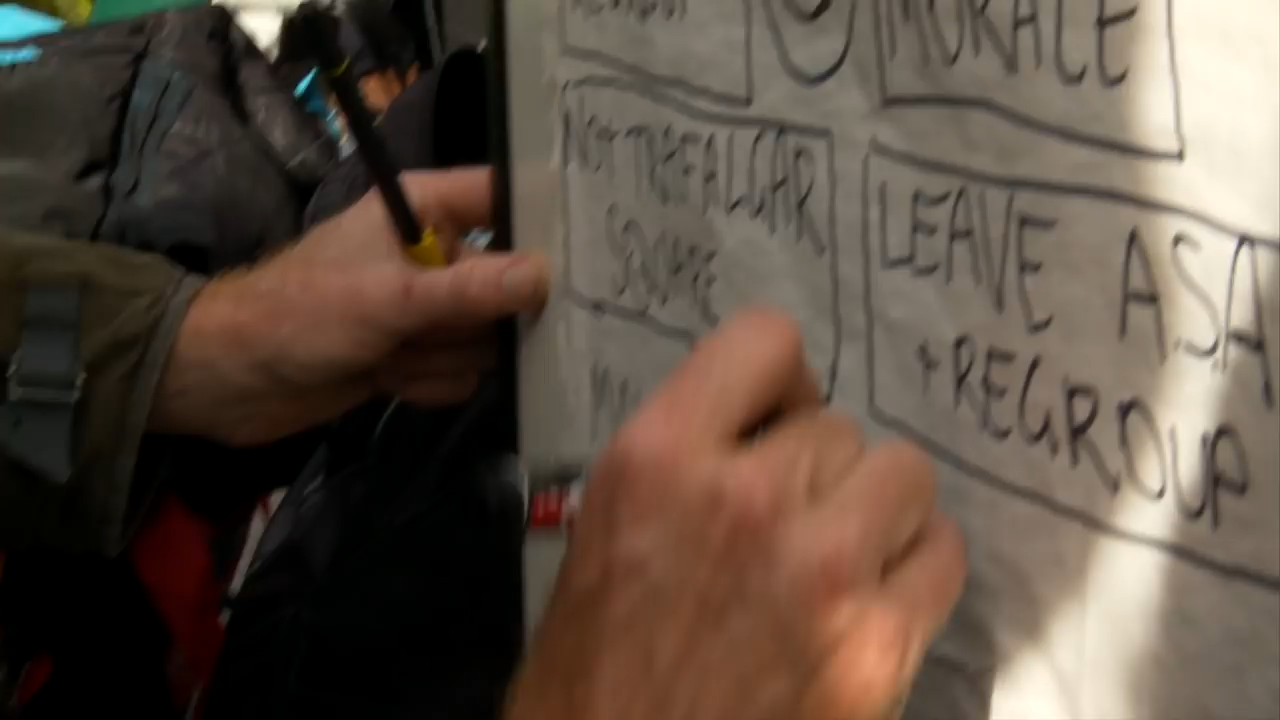 MORALE
NOT TRAFALGAR
SQUARE
LEAVE ASA
+REGROUP